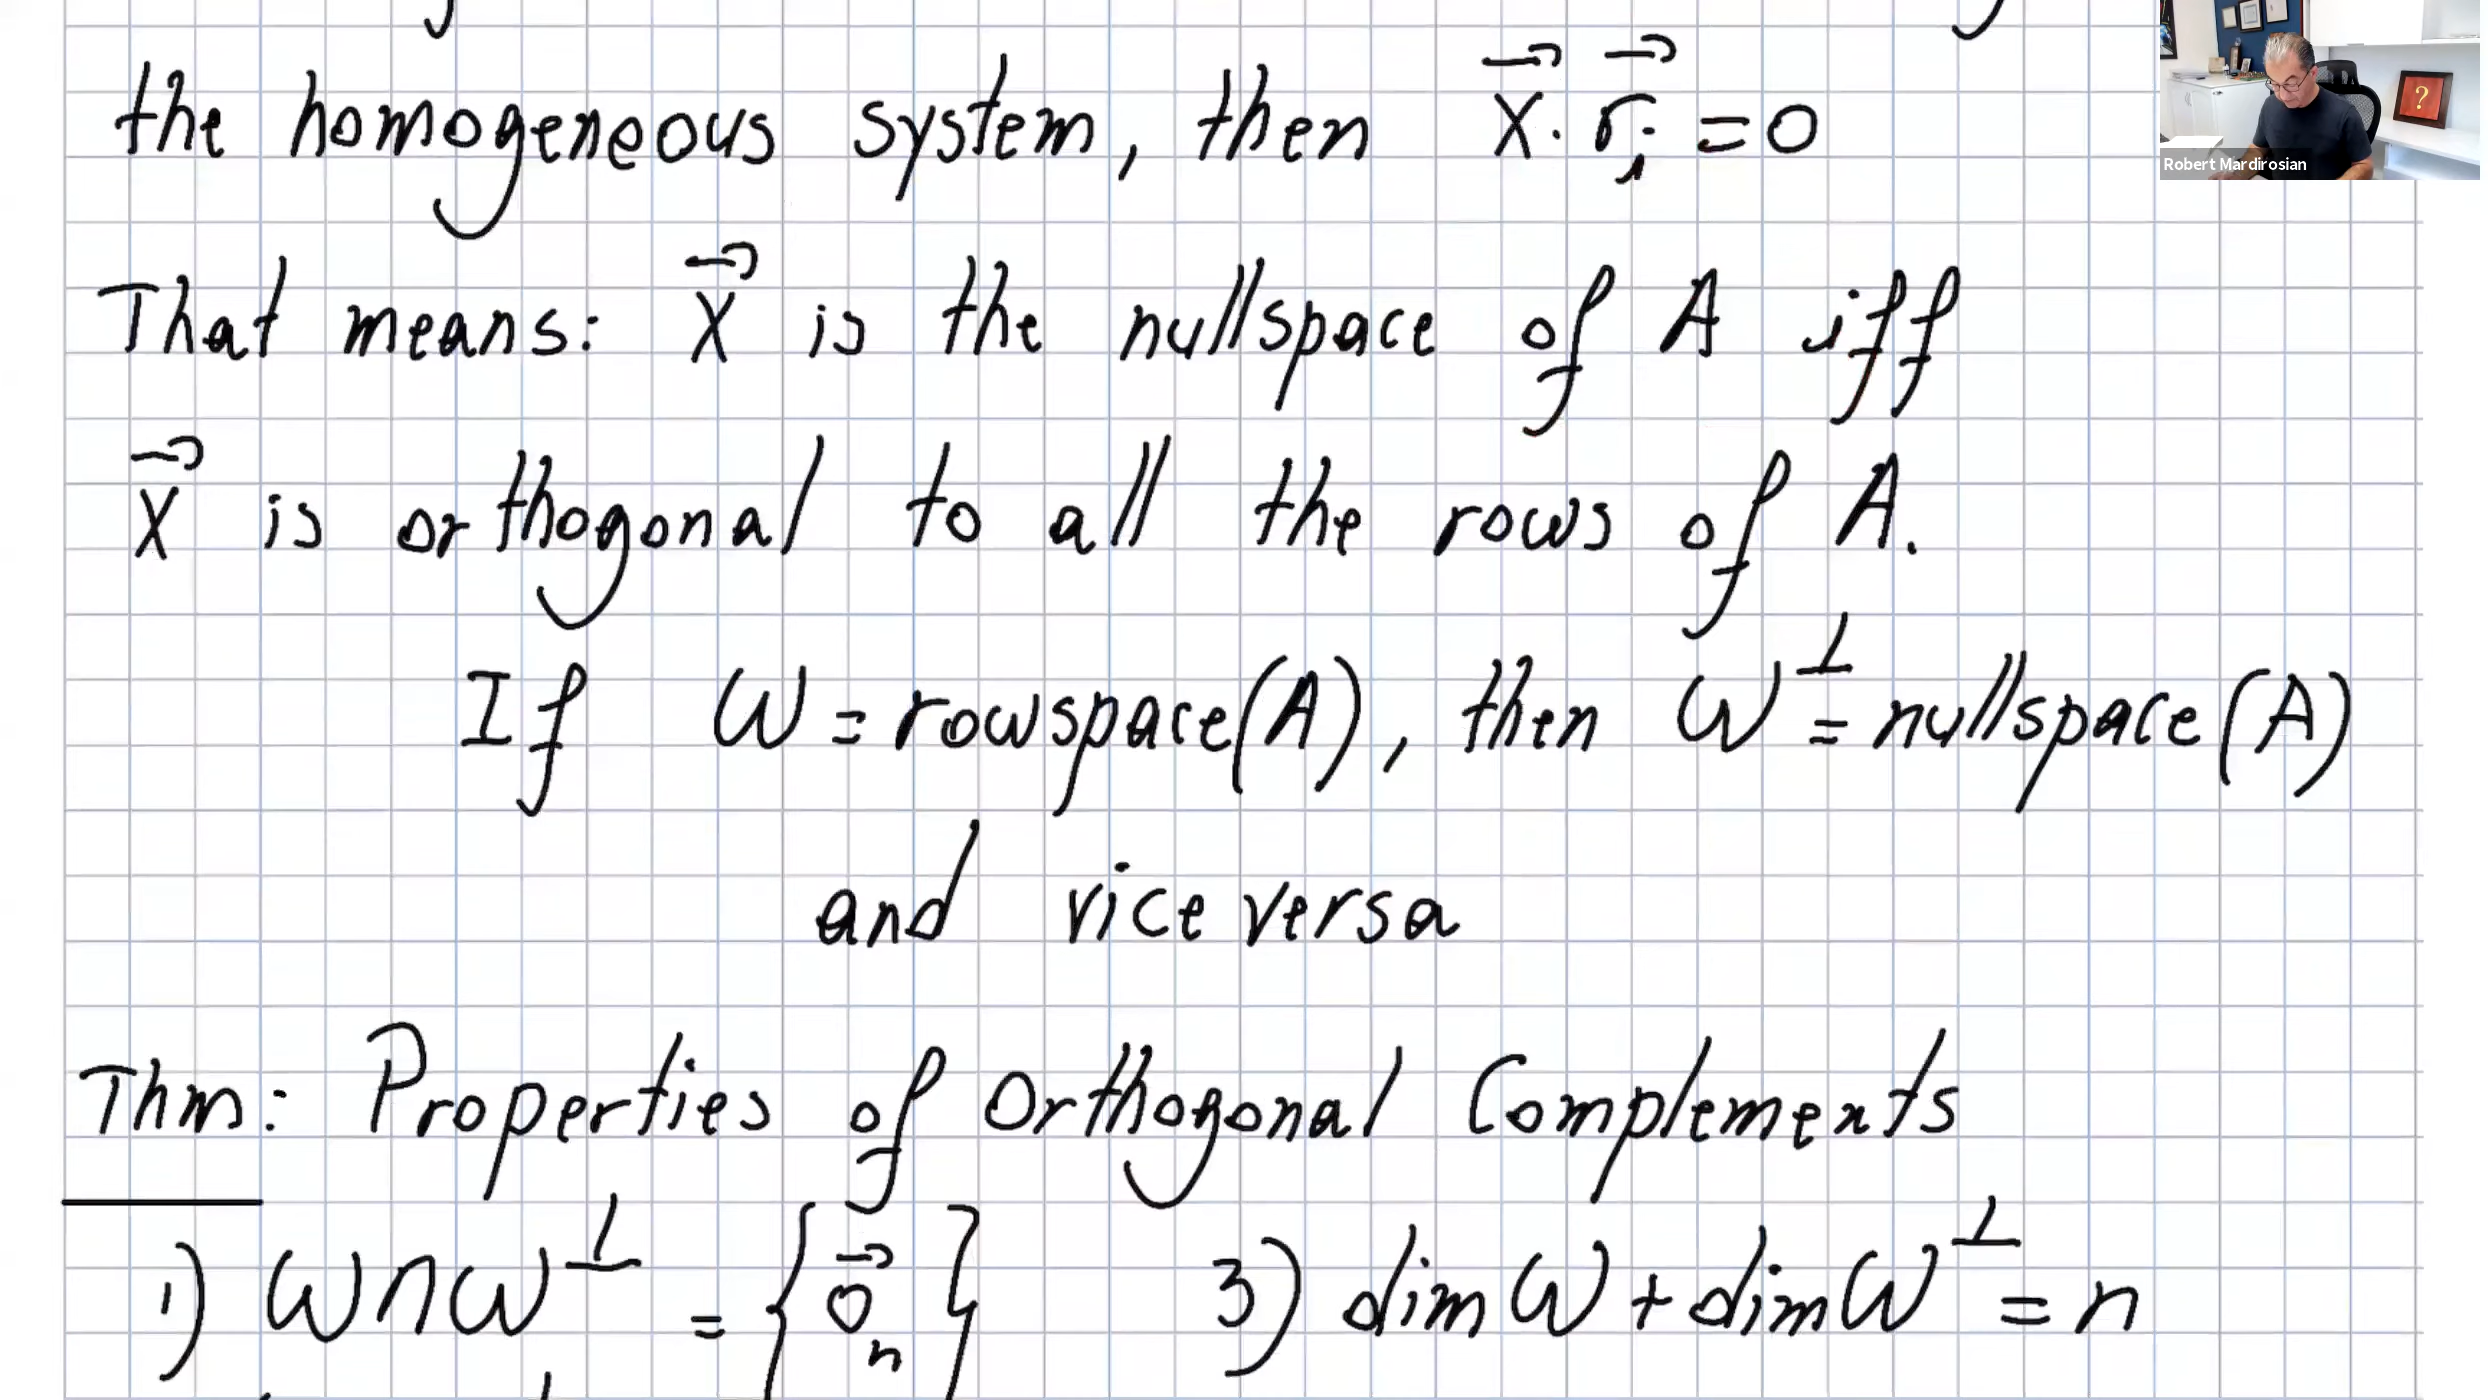 the homogeneous system, then x⃗ · r⃗ᵢ = 0
That means: x⃗ is the nullspace of A iff
x⃗ is orthogonal to all the rows of A.
If W = rowspace(A), then W⊥ = nullspace(A)
and vice versa
Thm: Properties of Orthogonal Complements
1) W∩W⊥ = {0⃗ₙ} 3) dim W + dim W⊥ = n
?
Robert Mardirosian